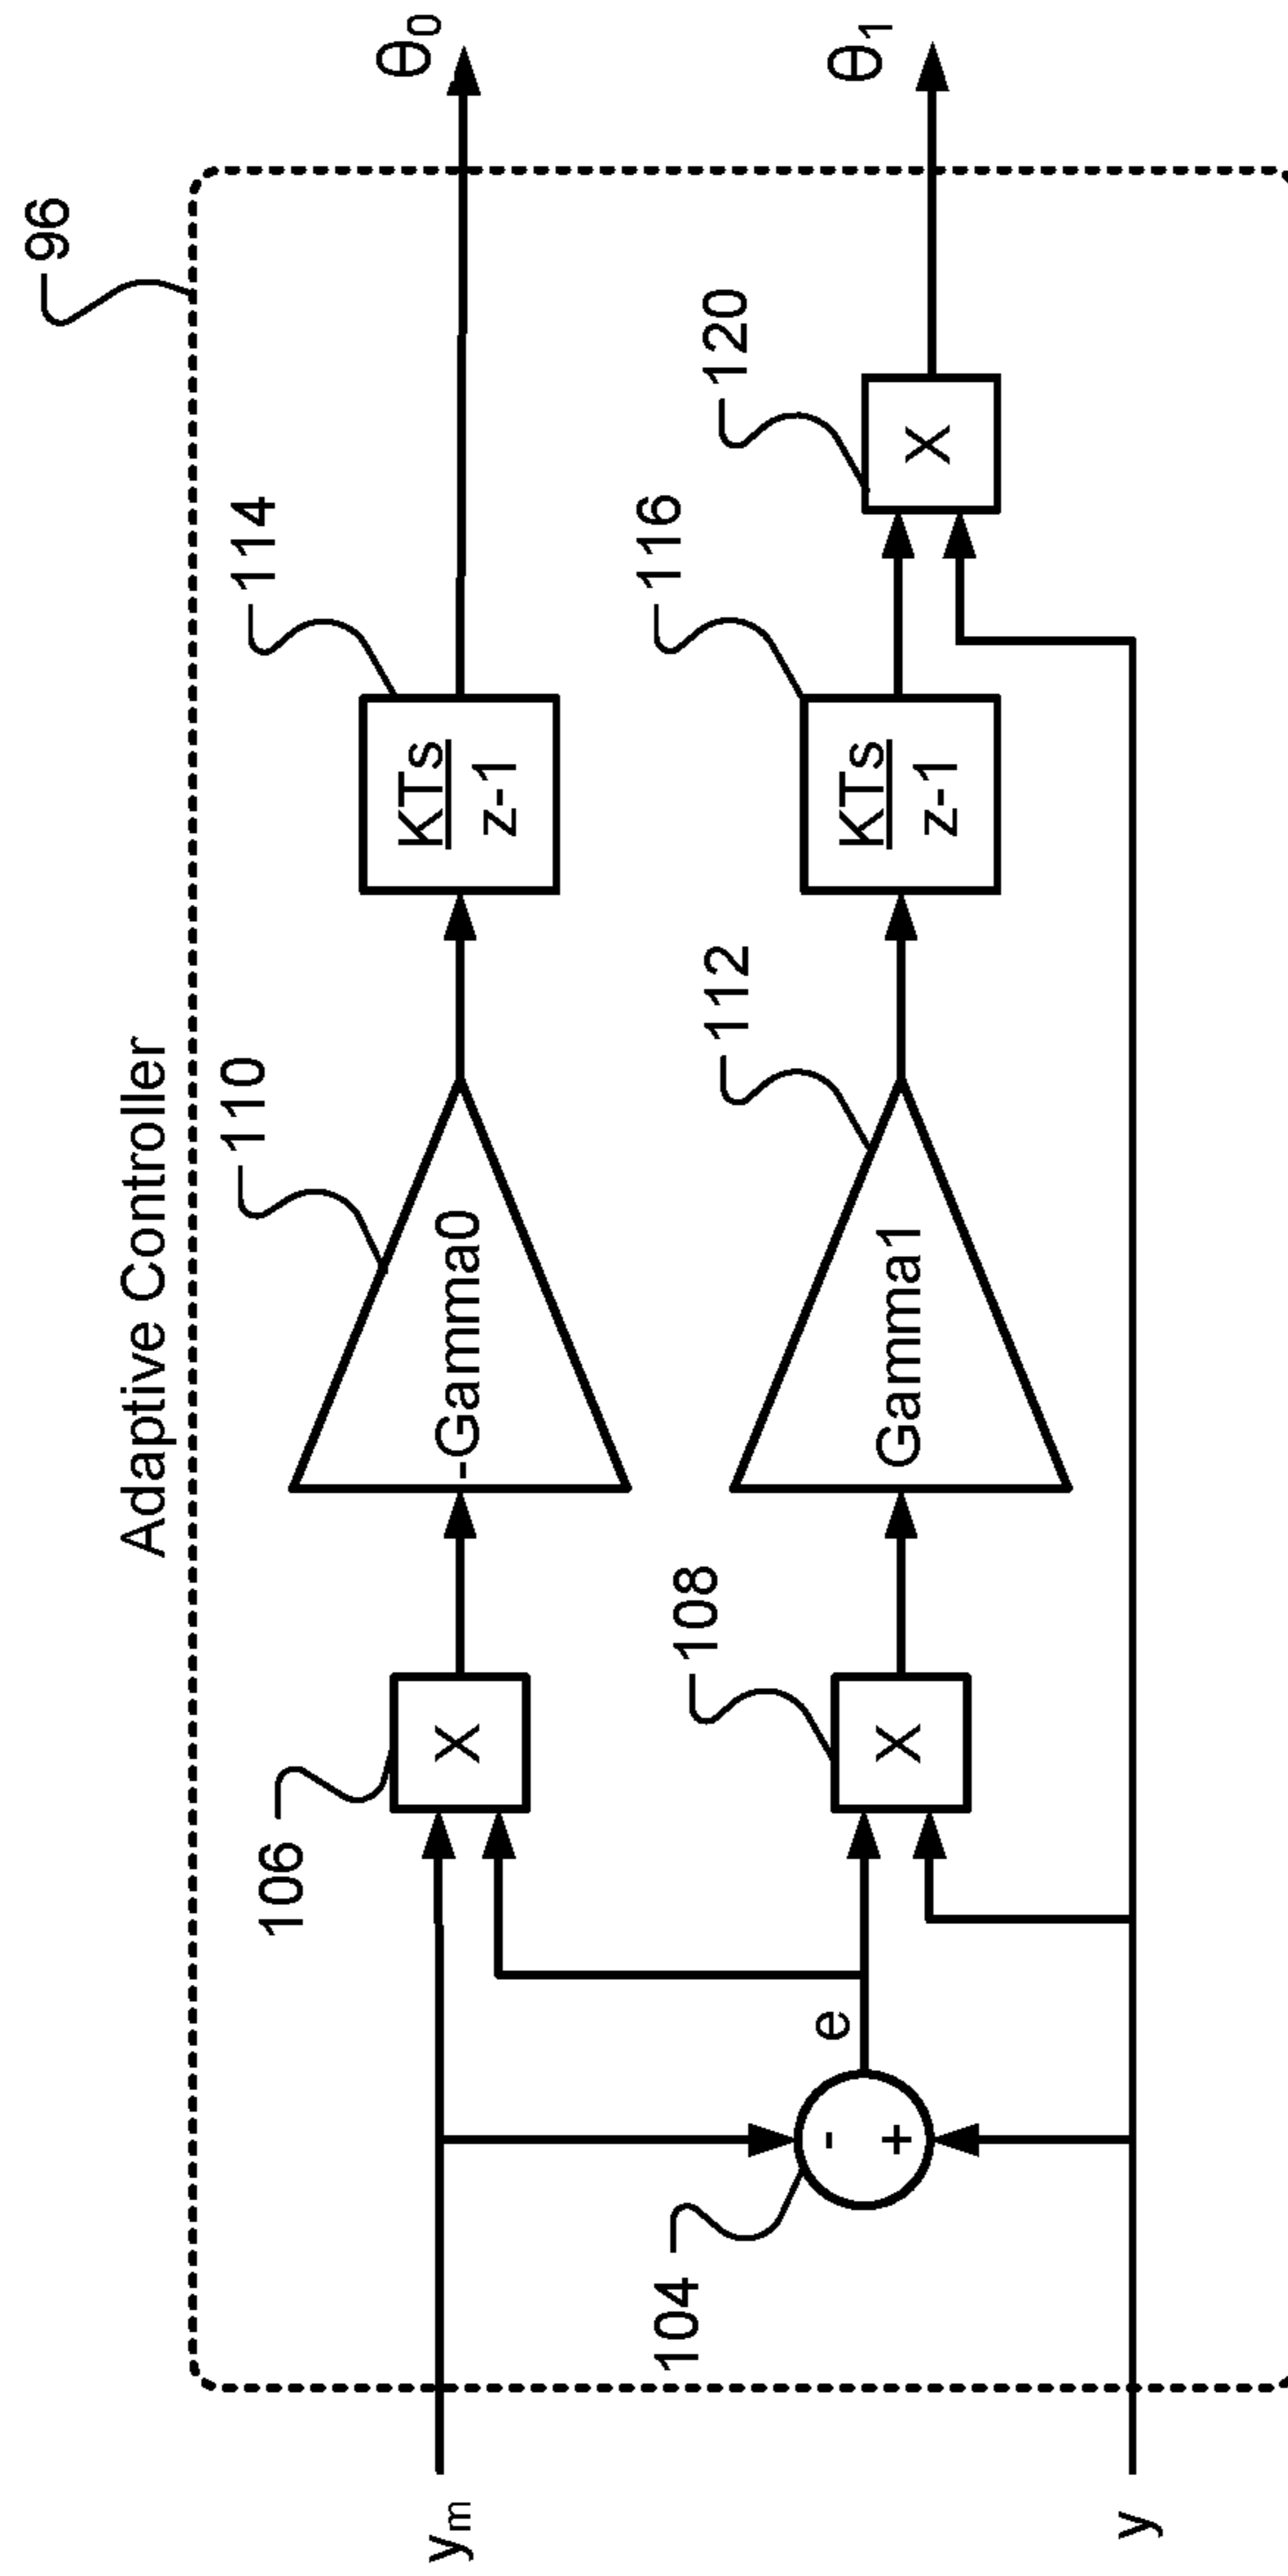 Adaptive Controller
96
yₘ
y
104
-
+
e
106
X
108
X
110
-Gamma0
112
Gamma1
114
KTs
z-1
116
KTs
z-1
120
X
θ₀
θ₁